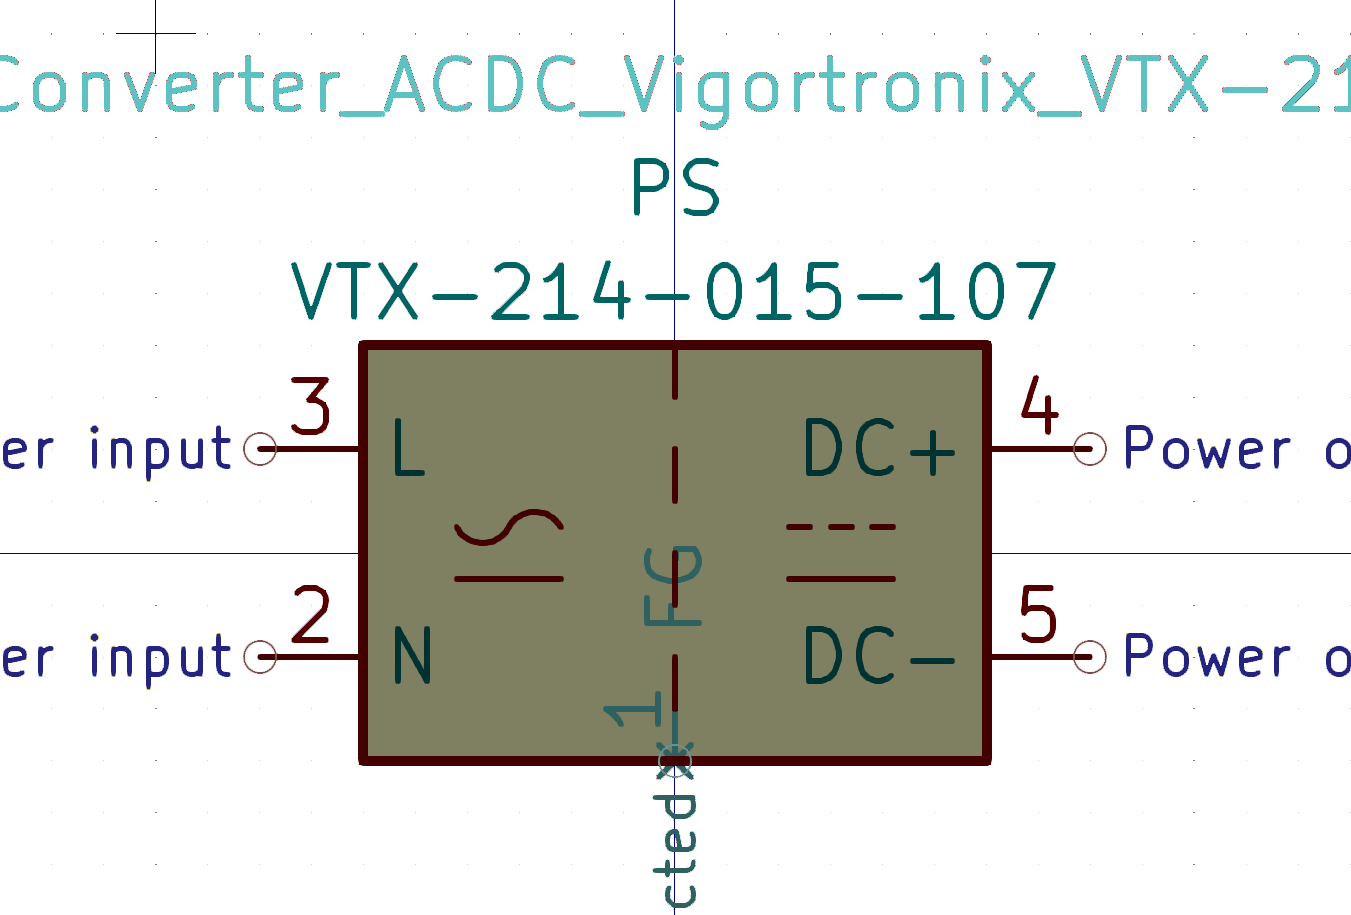 Converter_ACDC_Vigortronix_VTX-21
PS
VTX-214-015-107
3
4
er input
L
DC+
Power o
FG
2
5
er input
N
DC-
Power o
1
cted